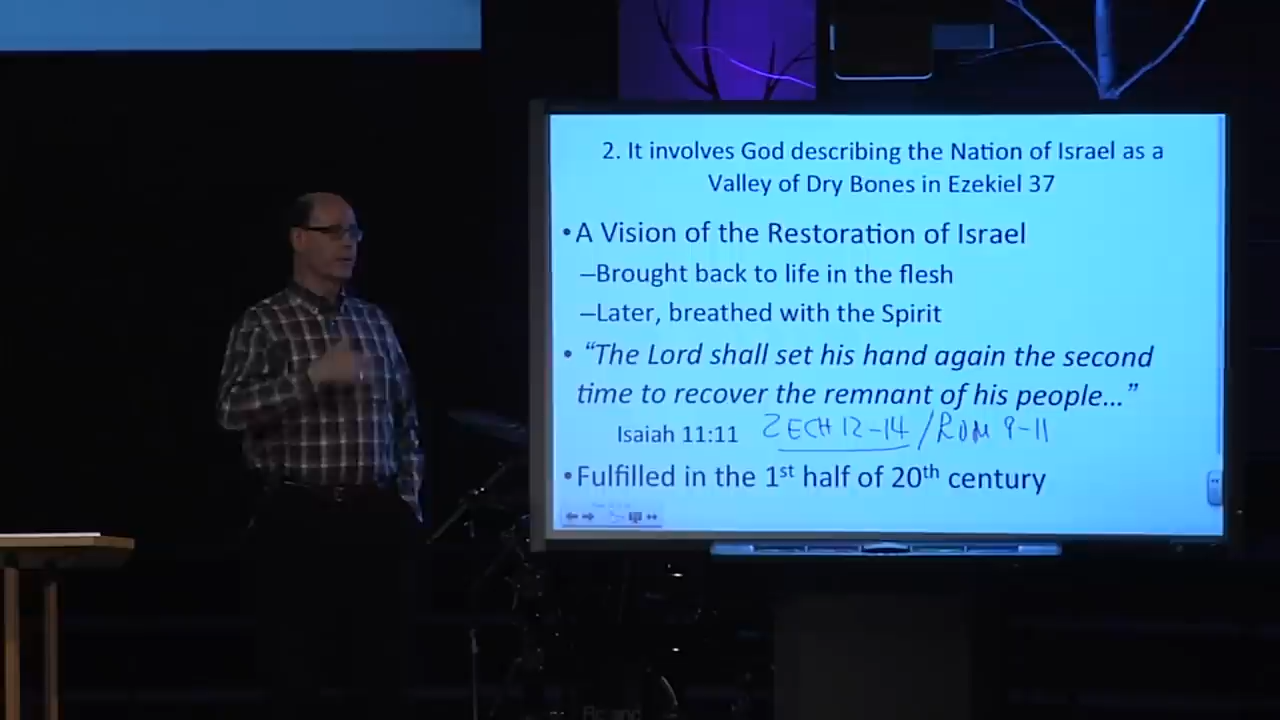 2. It involves God describing the Nation of Israel as a
Valley of Dry Bones in Ezekiel 37
•A Vision of the Restoration of Israel
–Brought back to life in the flesh
–Later, breathed with the Spirit
• “The Lord shall set his hand again the second
time to recover the remnant of his people…”
Isaiah 11:11 ZECH 12-14 / ROM 9-11
•Fulfilled in the 1st half of 20th century
Roland